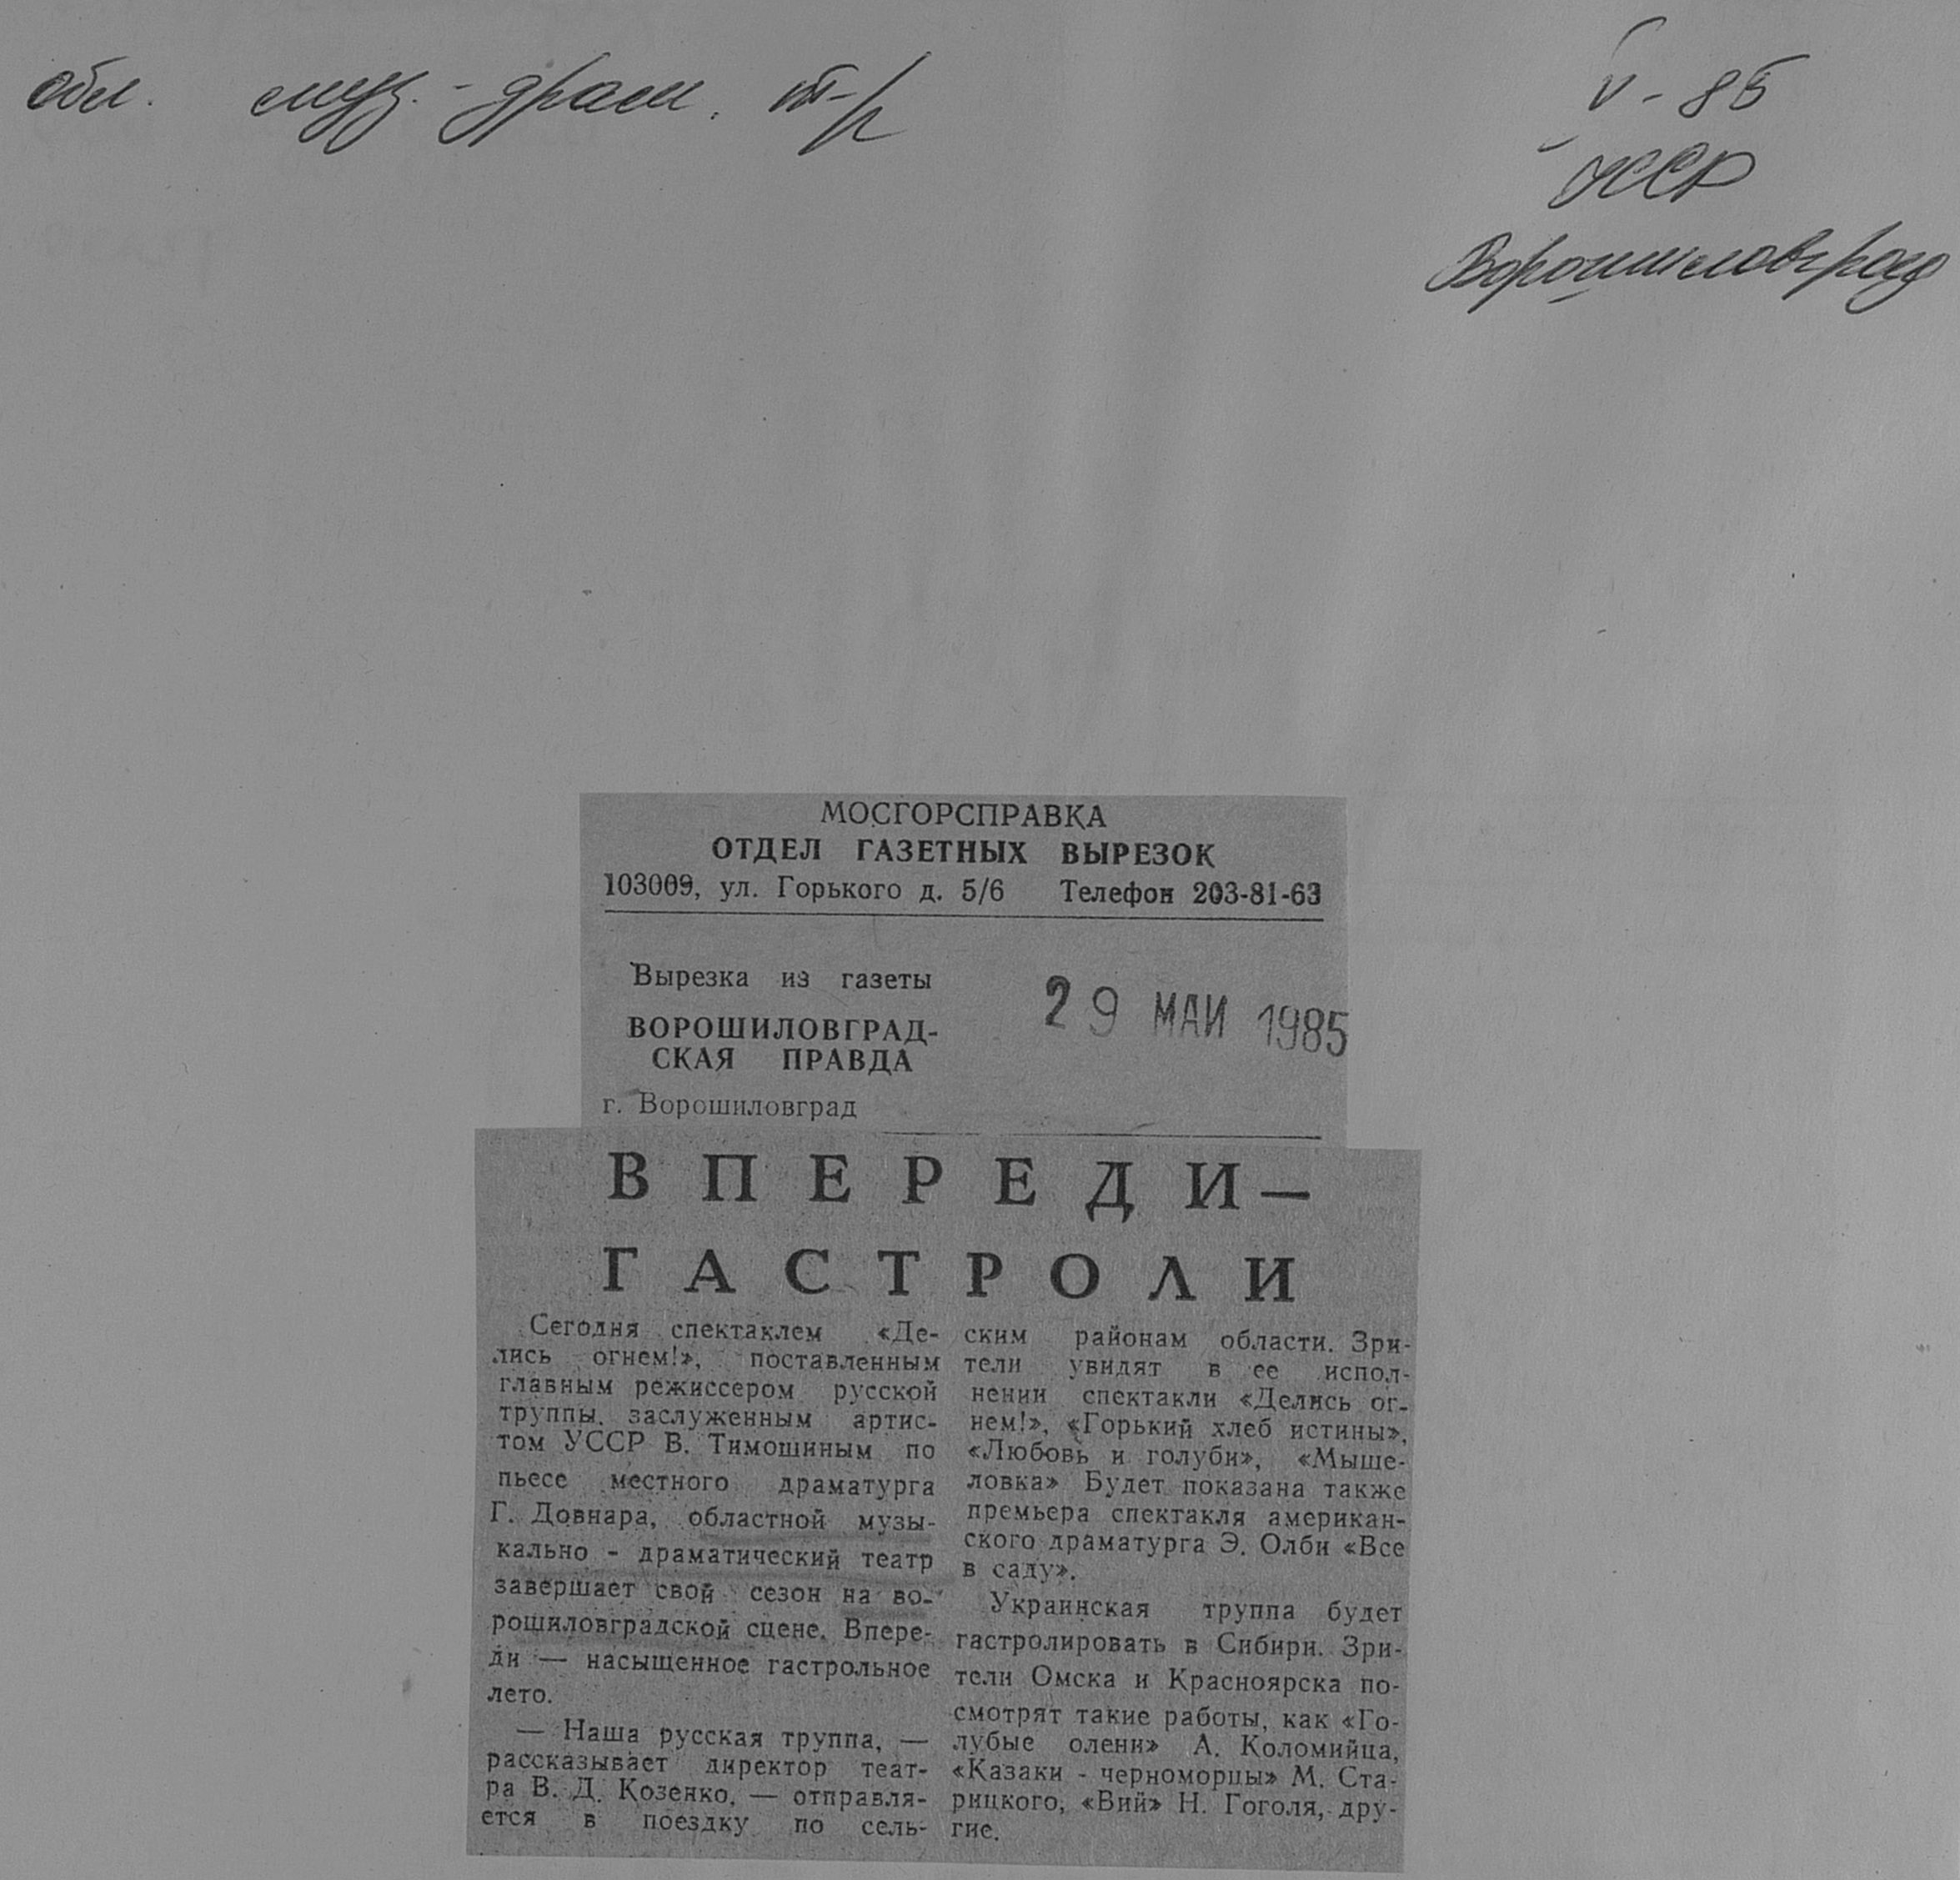 обл. муз.-драм. т-р
V-85
УССР
Ворошиловград
МОСГОРСПРАВКА
ОТДЕЛ ГАЗЕТНЫХ ВЫРЕЗОК
103009, ул. Горького д. 5/6 Телефон 203-81-63
Вырезка из газеты
ВОРОШИЛОВГРАД-
СКАЯ ПРАВДА
г. Ворошиловград
29 МАЙ 1985
ВПЕРЕДИ—
ГАСТРОЛИ
Сегодня спектаклем «Де-
лись огнем!», поставленным
главным режиссером русской
труппы, заслуженным артис-
том УССР В. Тимошиным по
пьесе местного драматурга
Г. Довнара, областной музы-
кально - драматический театр
завершает свой сезон на во-
рошиловградской сцене. Впере-
ди — насыщенное гастрольное
лето.
— Наша русская труппа, —
рассказывает директор теат-
ра В. Д. Козенко, — отправля-
ется в поездку по сель-
ским районам области. Зри-
тели увидят в ее испол-
нении спектакли «Делись ог-
нем!», «Горький хлеб истины»,
«Любовь и голуби», «Мыше-
ловка» Будет показана также
премьера спектакля американ-
ского драматурга Э. Олби «Все
в саду».
Украинская труппа будет
гастролировать в Сибири. Зри-
тели Омска и Красноярска по-
смотрят такие работы, как «Го-
лубые олени» А. Коломийца,
«Казаки - черноморцы» М. Ста-
рицкого, «Вий» Н. Гоголя, дру-
гие.